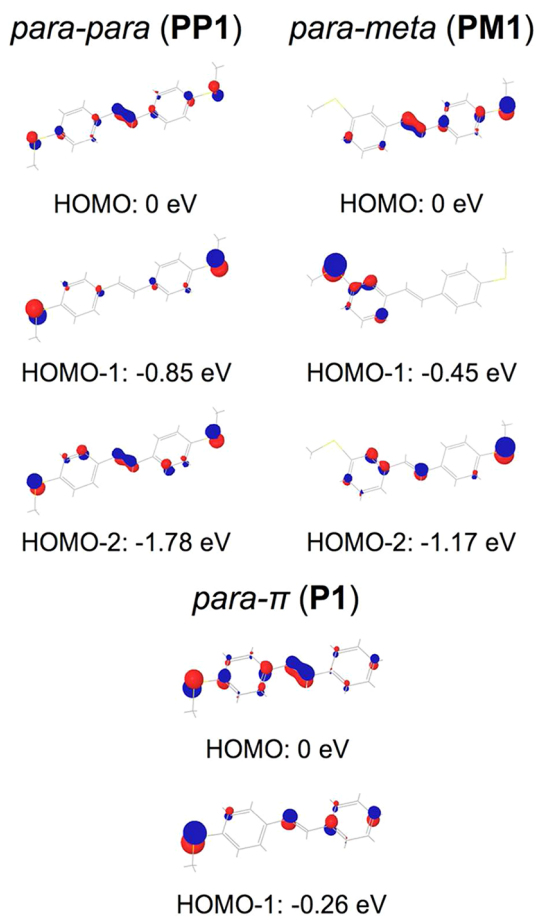 para-para (PP1)
para-meta (PM1)
HOMO: 0 eV
HOMO: 0 eV
HOMO-1: -0.85 eV
HOMO-1: -0.45 eV
HOMO-2: -1.78 eV
HOMO-2: -1.17 eV
para-π (P1)
HOMO: 0 eV
HOMO-1: -0.26 eV